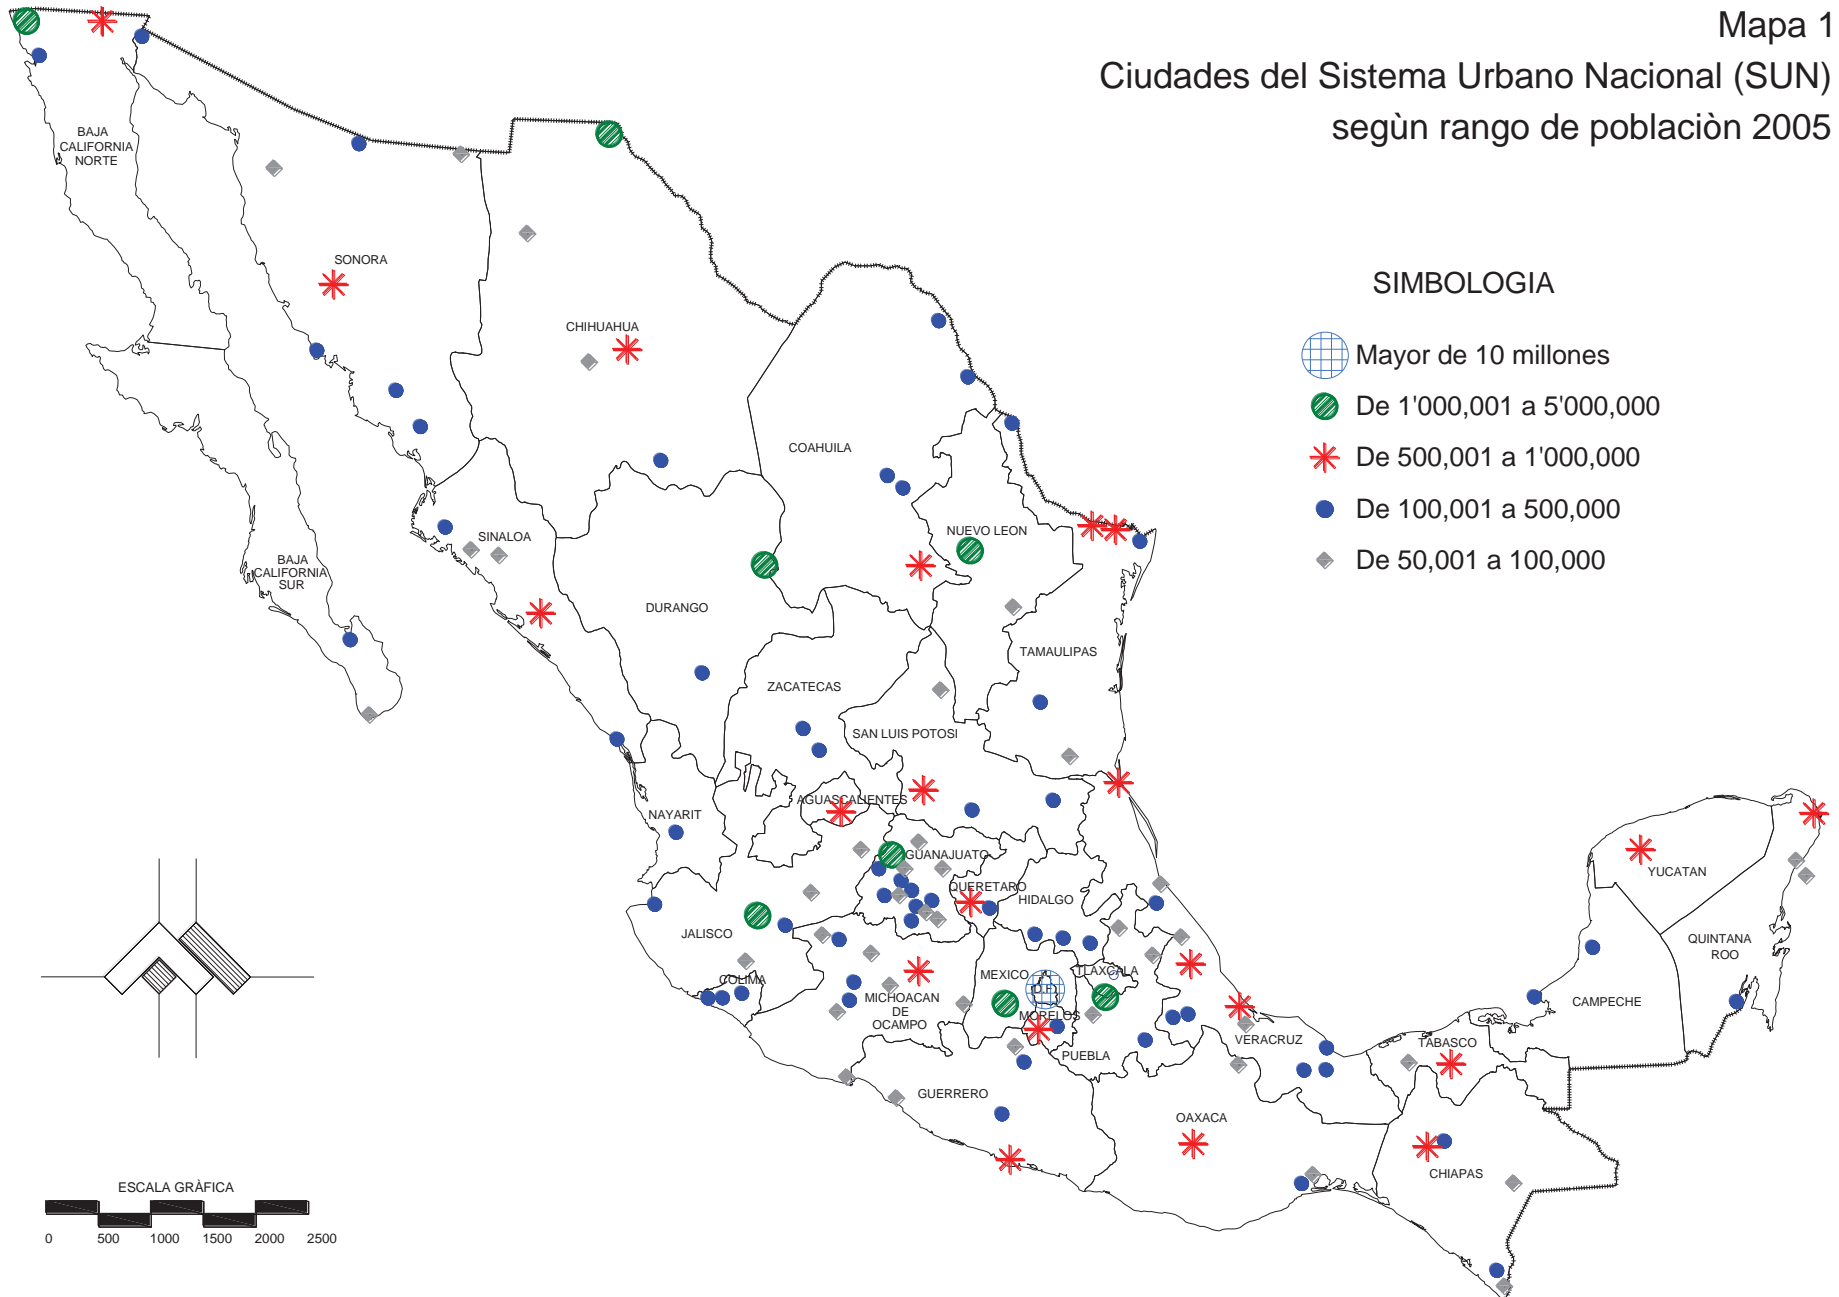 Mapa 1
Ciudades del Sistema Urbano Nacional (SUN)
segùn rango de poblaciòn 2005
SIMBOLOGIA
Mayor de 10 millones
De 1'000,001 a 5'000,000
De 500,001 a 1'000,000
De 100,001 a 500,000
De 50,001 a 100,000
BAJA
CALIFORNIA
NORTE
SONORA
CHIHUAHUA
COAHUILA
NUEVO LEON
SINALOA
BAJA
CALIFORNIA
SUR
DURANGO
TAMAULIPAS
ZACATECAS
SAN LUIS POTOSI
AGUASCALIENTES
NAYARIT
GUANAJUATO
QUERETARO
HIDALGO
YUCATAN
JALISCO
QUINTANA
ROO
COLIMA
MEXICO
TLAXCALA
D.F.
MICHOACAN
DE
OCAMPO
MORELOS
CAMPECHE
VERACRUZ
TABASCO
PUEBLA
GUERRERO
OAXACA
CHIAPAS
ESCALA GRÀFICA
0 500 1000 1500 2000 2500